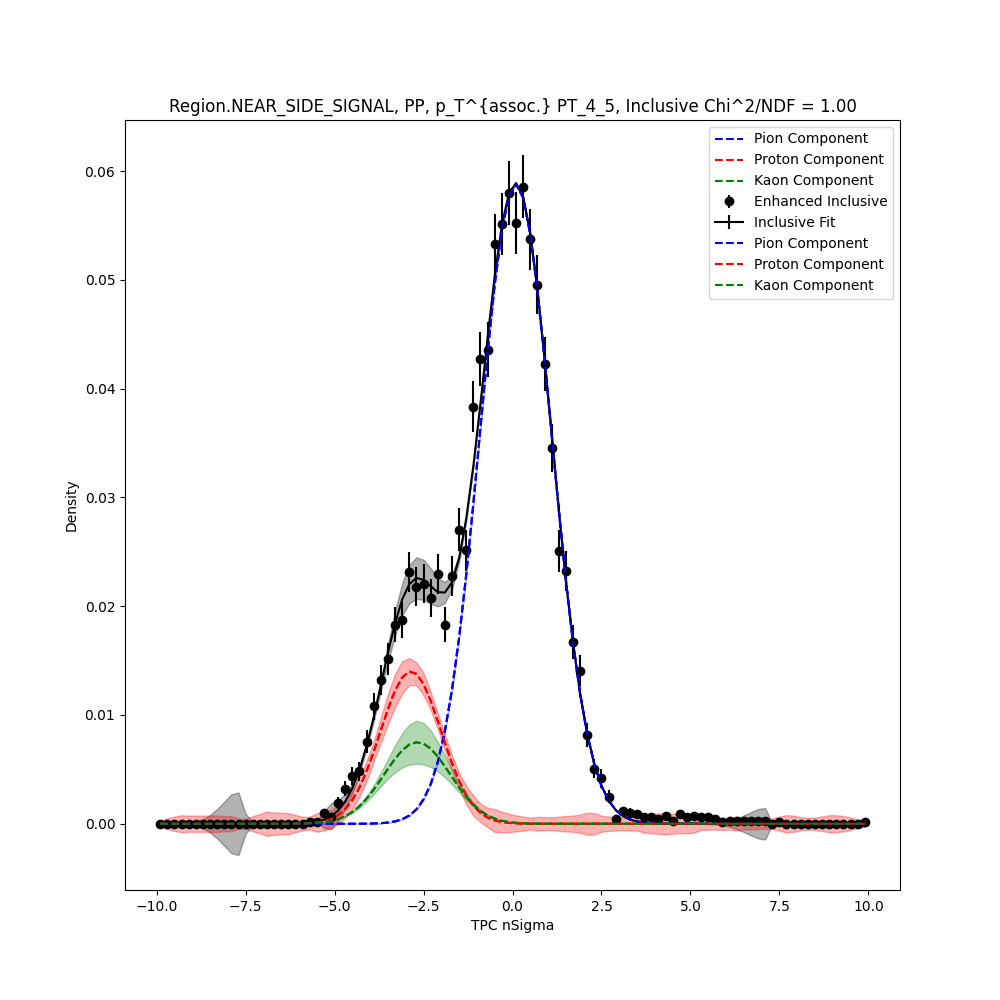 Region.NEAR_SIDE_SIGNAL, PP, p_T^{assoc.} PT_4_5, Inclusive Chi^2/NDF = 1.00
Pion Component
Proton Component
Kaon Component
Enhanced Inclusive
Inclusive Fit
Pion Component
Proton Component
Kaon Component
0.06
0.05
0.04
0.03
0.02
0.01
0.00
Density
−10.0 −7.5 −5.0 −2.5 0.0 2.5 5.0 7.5 10.0
TPC nSigma